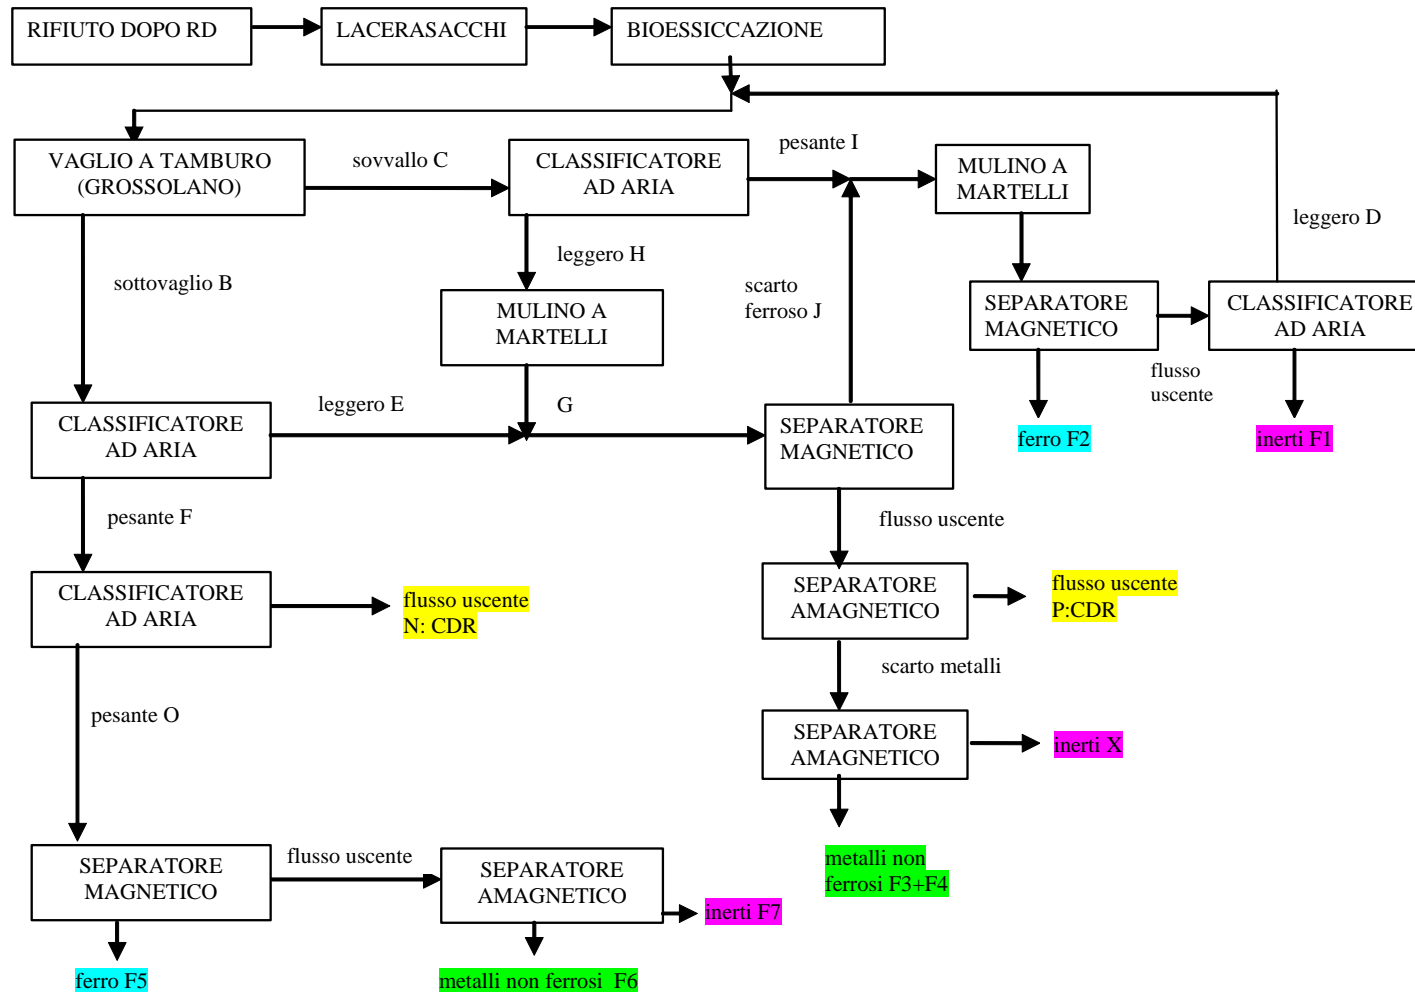 RIFIUTO DOPO RD
LACERASACCHI
BIOESSICCAZIONE
VAGLIO A TAMBURO
(GROSSOLANO)
sovvallo C
CLASSIFICATORE
AD ARIA
pesante I
MULINO A
MARTELLI
leggero D
sottovaglio B
leggero H
scarto
ferroso J
MULINO A
MARTELLI
SEPARATORE
MAGNETICO
CLASSIFICATORE
AD ARIA
flusso
uscente
leggero E
G
CLASSIFICATORE
AD ARIA
SEPARATORE
MAGNETICO
ferro F2
inerti F1
pesante F
flusso uscente
CLASSIFICATORE
AD ARIA
flusso uscente
N: CDR
SEPARATORE
AMAGNETICO
flusso uscente
P:CDR
scarto metalli
pesante O
SEPARATORE
AMAGNETICO
inerti X
SEPARATORE
MAGNETICO
flusso uscente
SEPARATORE
AMAGNETICO
metalli non
ferrosi F3+F4
inerti F7
ferro F5
metalli non ferrosi F6